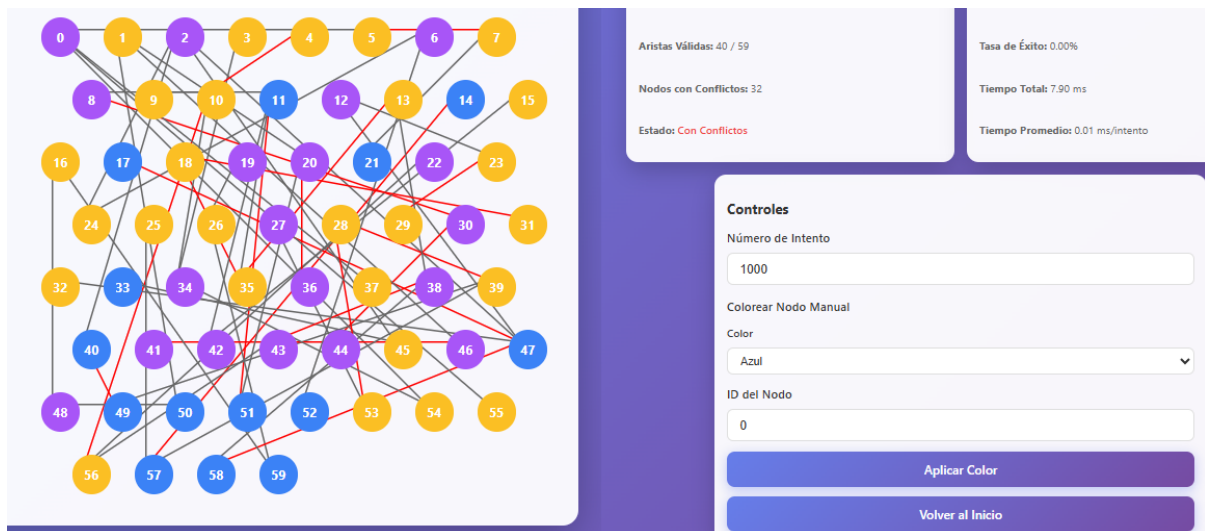 0 1 2 3 4 5 6 7
8 9 10 11 12 13 14 15
16 17 18 19 20 21 22 23
24 25 26 27 28 29 30 31
32 33 34 35 36 37 38 39
40 41 42 43 44 45 46 47
48 49 50 51 52 53 54 55
56 57 58 59
Aristas Válidas: 40 / 59
Nodos con Conflictos: 32
Estado: Con Conflictos
Tasa de Éxito: 0.00%
Tiempo Total: 7.90 ms
Tiempo Promedio: 0.01 ms/intento
Controles
Número de Intento
1000
Colorear Nodo Manual
Color
Azul
ID del Nodo
0
Aplicar Color
Volver al Inicio